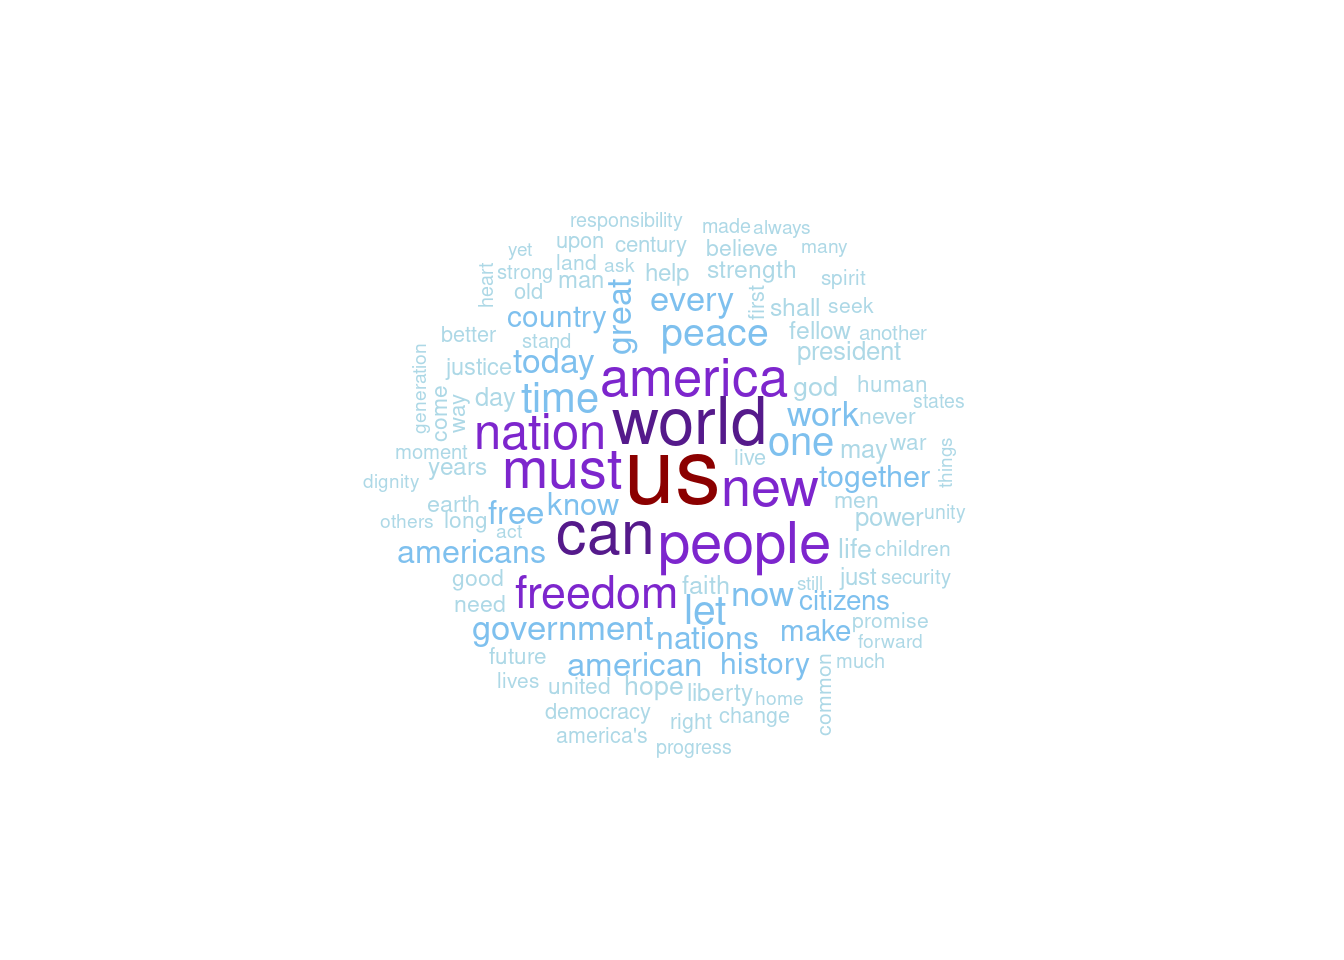 responsibility
made
always
upon
century
believe
many
yet
land
ask
help
strength
strong
man
spirit
heart
old
great
every
first
shall
seek
country
peace
fellow
another
better
stand
president
justice
today
america
god
human
generation
come
way
day
time
world
work
never
states
nation
one
may
war
moment
years
must
us
live
new
together
things
dignity
earth
free
know
men
power
unity
others
long
act
can
people
life
children
americans
good
freedom
faith
now
still
just
security
need
let
citizens
government
nations
make
promise
forward
future
american
history
much
lives
united
hope
liberty
home
common
democracy
right
change
america's
progress